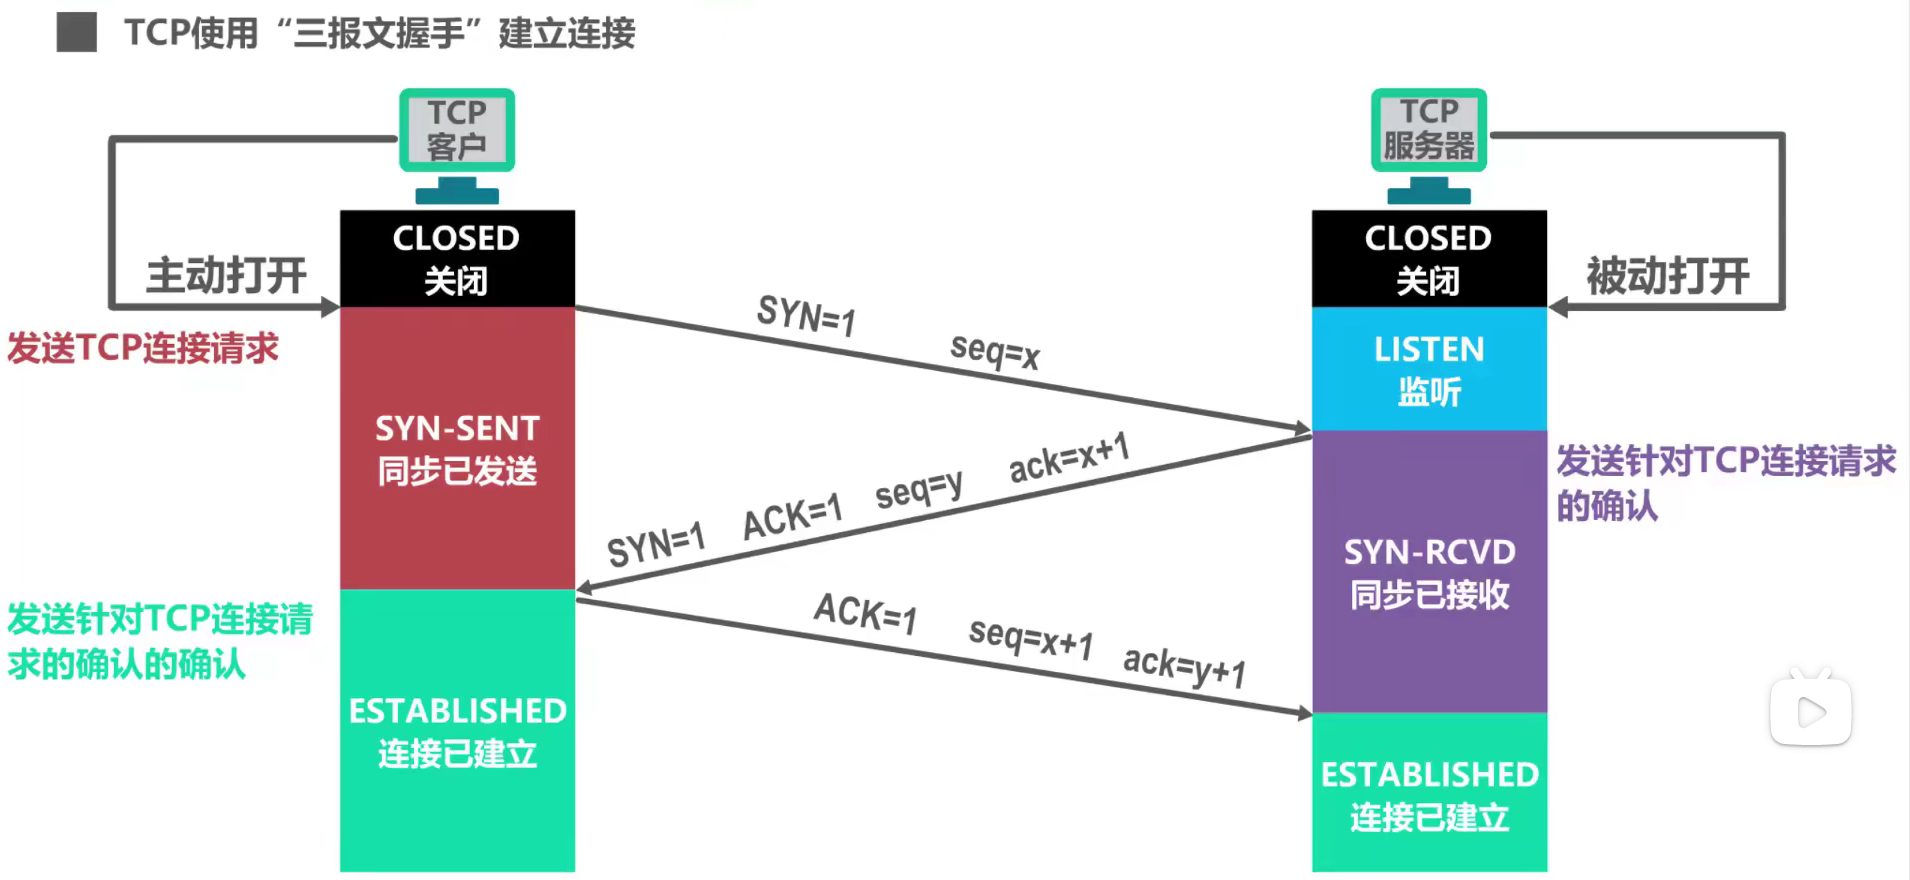 TCP使用“三报文握手”建立连接
TCP
客户
TCP
服务器
CLOSED
关闭
CLOSED
关闭
主动打开
被动打开
发送TCP连接请求
SYN=1 seq=x
LISTEN
监听
SYN-SENT
同步已发送
SYN=1 ACK=1 seq=y ack=x+1
发送针对TCP连接请求
的确认
SYN-RCVD
同步已接收
发送针对TCP连接请
求的确认的确认
ACK=1 seq=x+1 ack=y+1
ESTABLISHED
连接已建立
ESTABLISHED
连接已建立